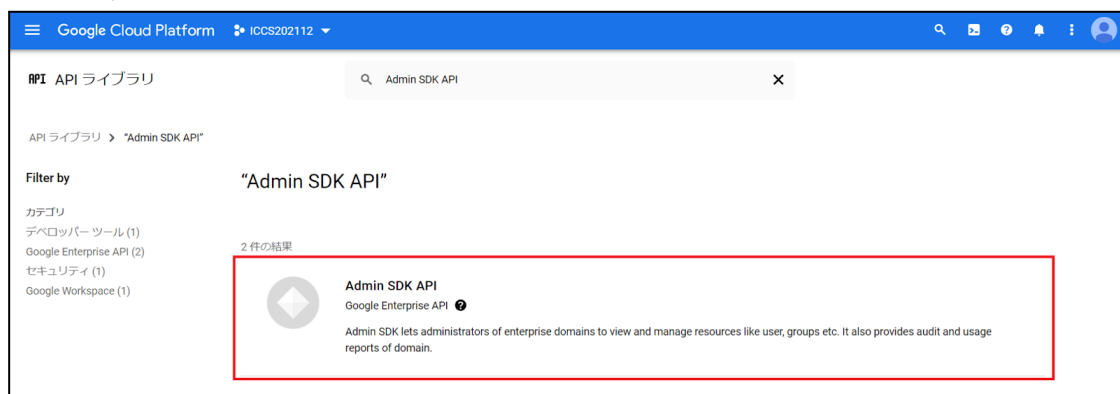 Google Cloud Platform ICCS202112
API API ライブラリ
Admin SDK API
API ライブラリ > "Admin SDK API"
Filter by
カテゴリ
デベロッパー ツール (1)
Google Enterprise API (2)
セキュリティ (1)
Google Workspace (1)
"Admin SDK API"
2 件の結果
Admin SDK API
Google Enterprise API
Admin SDK lets administrators of enterprise domains to view and manage resources like user, groups etc. It also provides audit and usage
reports of domain.